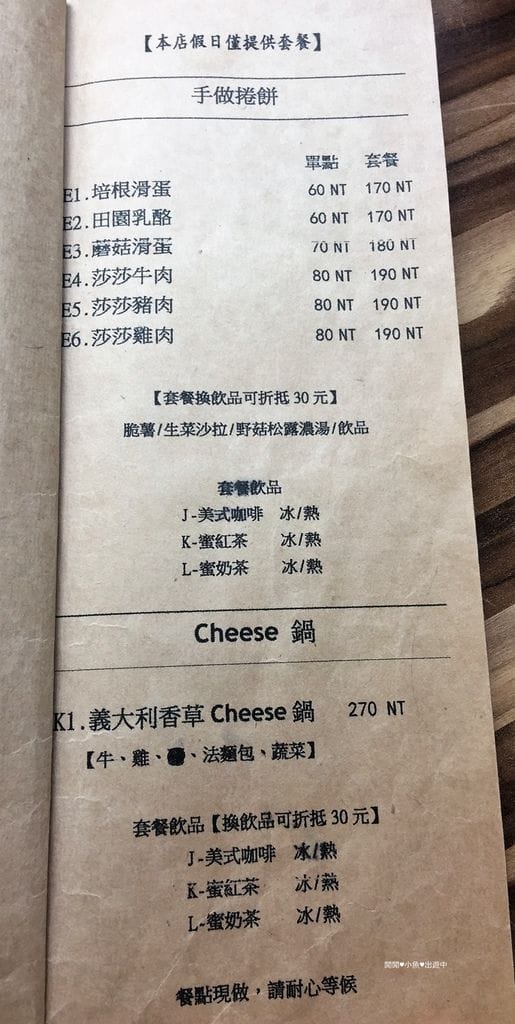 【本店假日僅提供套餐】
手做捲餅
單點 套餐
E1.培根滑蛋 60 NT 170 NT
E2.田園乳酪 60 NT 170 NT
E3.蘑菇滑蛋 70 NT 180 NT
E4.莎莎牛肉 80 NT 190 NT
E5.莎莎豬肉 80 NT 190 NT
E6.莎莎雞肉 80 NT 190 NT
【套餐換飲品可折抵 30 元】
脆薯/生菜沙拉/野菇松露濃湯/飲品
套餐飲品
J-美式咖啡 冰/熱
K-蜜紅茶 冰/熱
L-蜜奶茶 冰/熱
Cheese 鍋
K1.義大利香草 Cheese 鍋 270 NT
【牛、雞、、法麵包、蔬菜】
套餐飲品【換飲品可折抵 30 元】
J-美式咖啡 冰/熱
K-蜜紅茶 冰/熱
L-蜜奶茶 冰/熱
閒閒♥小魚♥出遊中
餐點現做，請耐心等候